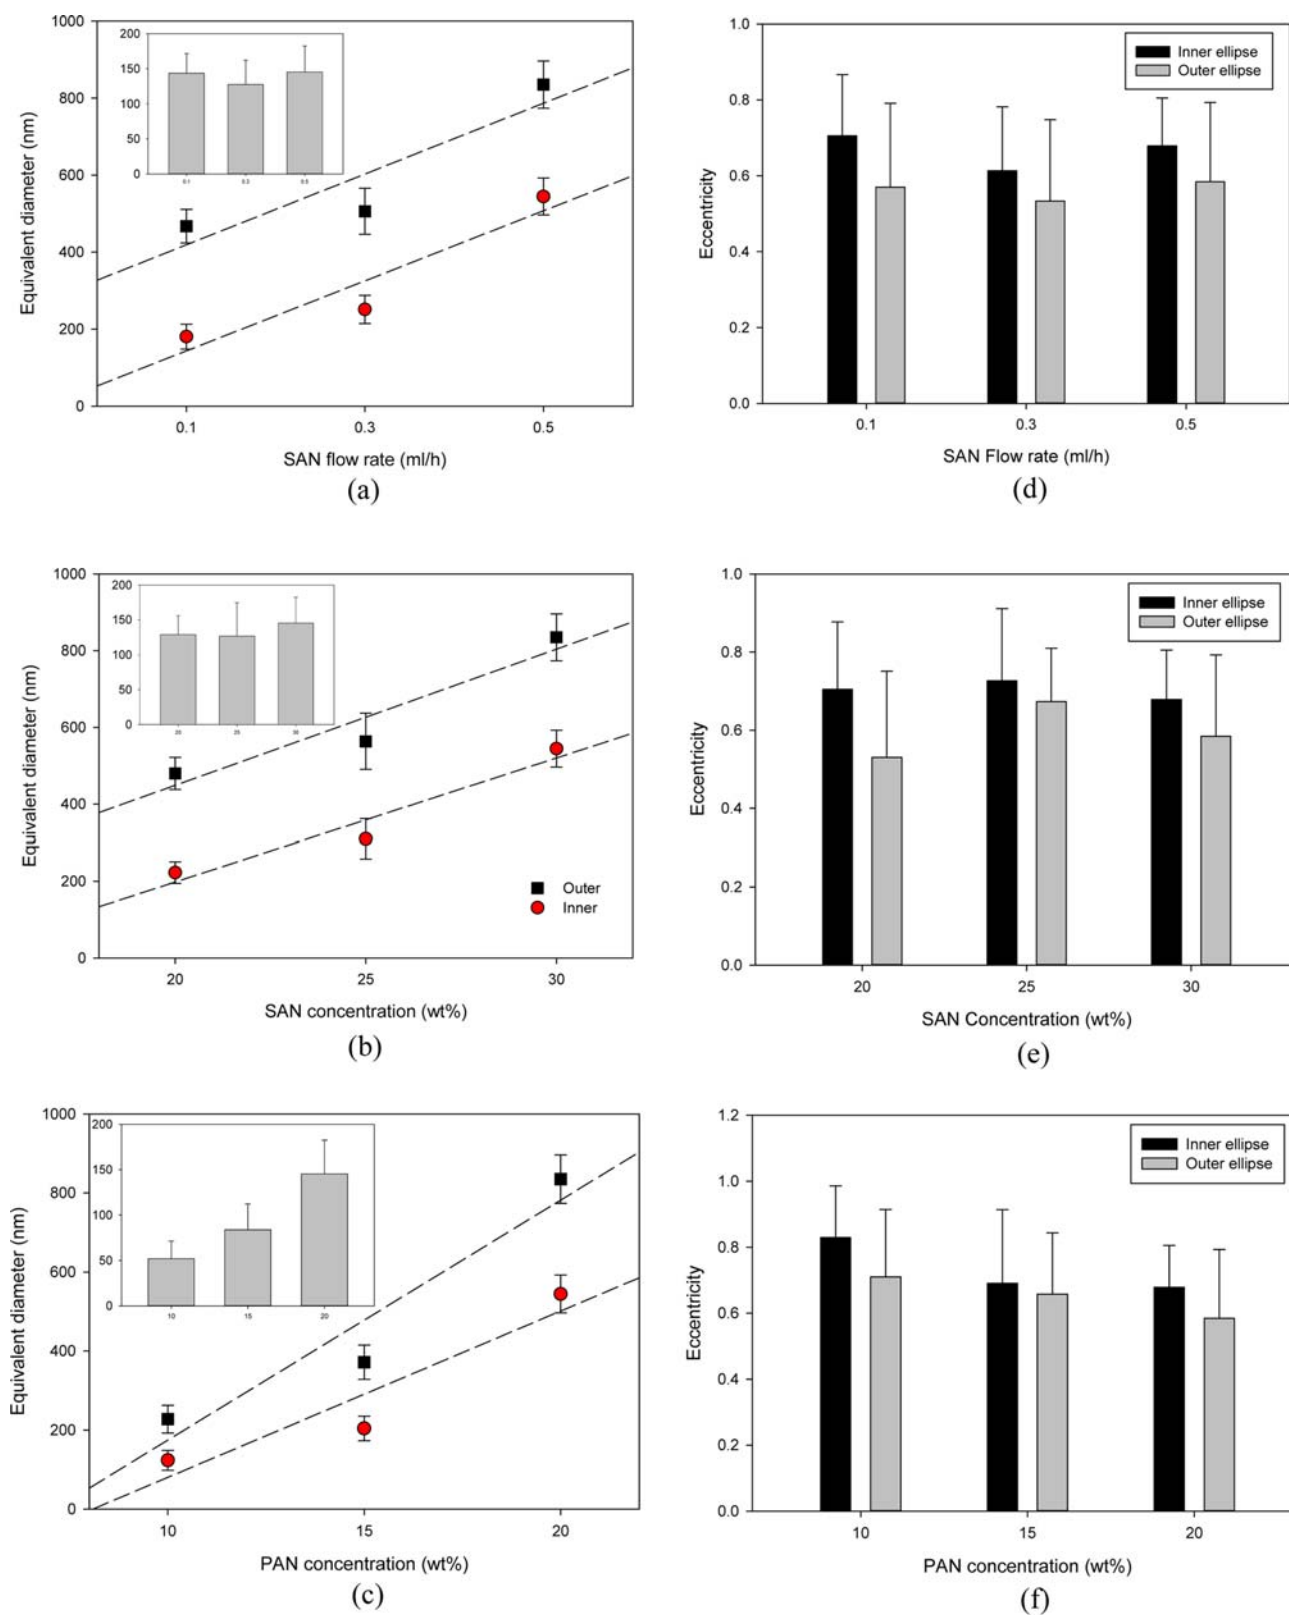 1000
800
600
400
200
0
Equivalent diameter (nm)
200
150
100
50
0
0.1 0.3 0.5
0.1 0.3 0.5
SAN flow rate (ml/h)
(a)
1.0
0.8
0.6
0.4
0.2
0.0
Eccentricity
Inner ellipse
Outer ellipse
0.1 0.3 0.5
SAN Flow rate (ml/h)
(d)
1000
800
600
400
200
0
Equivalent diameter (nm)
200
150
100
50
0
25 30
Outer
Inner
20 25 30
SAN concentration (wt%)
(b)
1.0
0.8
0.6
0.4
0.2
0.0
Eccentricity
Inner ellipse
Outer ellipse
20 25 30
SAN Concentration (wt%)
(e)
1000
800
600
400
200
0
Equivalent diameter (nm)
200
150
100
50
0
10 15 20
10 15 20
PAN concentration (wt%)
(c)
1.2
1.0
0.8
0.6
0.4
0.2
0.0
Eccentricity
Inner ellipse
Outer ellipse
10 15 20
PAN concentration (wt%)
(f)